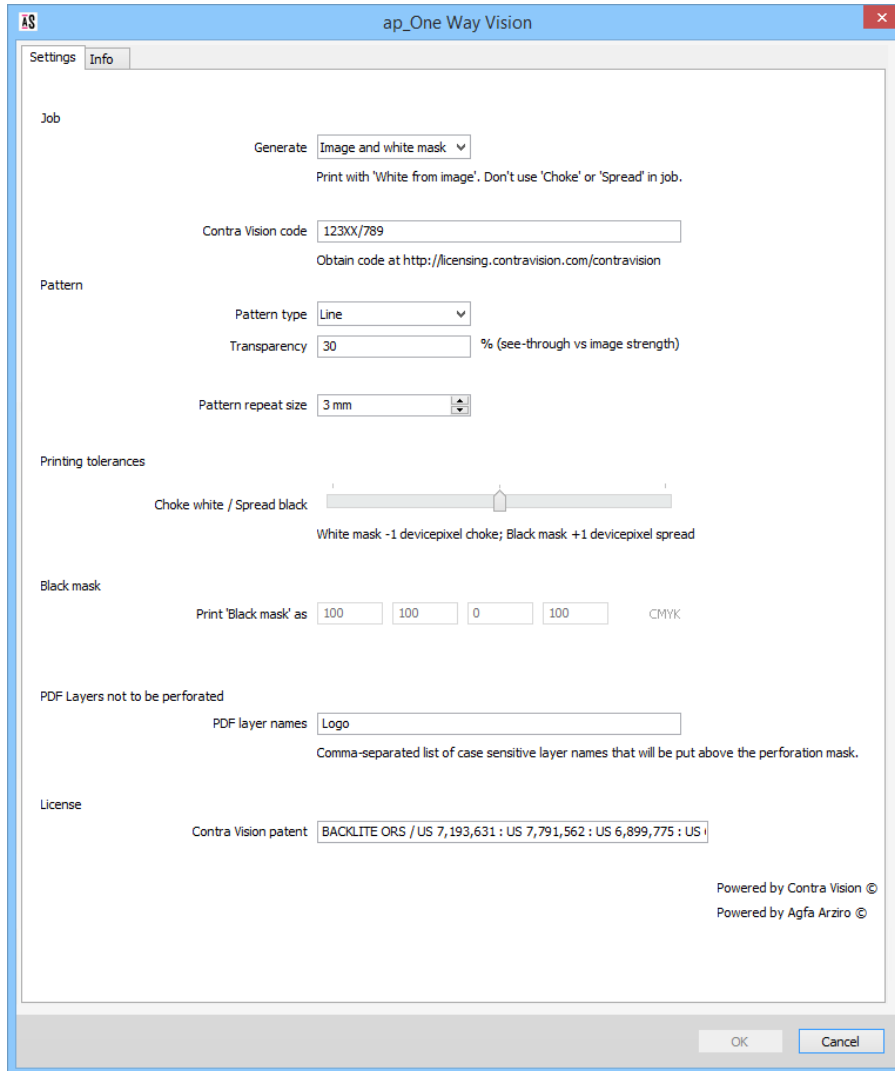 AS
ap_One Way Vision
Settings Info
Job
Generate Image and white mask
Print with 'White from image'. Don't use 'Choke' or 'Spread' in job.
Contra Vision code 123XX/789
Obtain code at http://licensing.contravision.com/contravision
Pattern
Pattern type Line
Transparency 30 % (see-through vs image strength)
Pattern repeat size 3 mm
Printing tolerances
Choke white / Spread black
White mask -1 devicepixel choke; Black mask +1 devicepixel spread
Black mask
Print 'Black mask' as 100 100 0 100 CMYK
PDF Layers not to be perforated
PDF layer names Logo
Comma-separated list of case sensitive layer names that will be put above the perforation mask.
License
Contra Vision patent BACKLITE ORS / US 7,193,631 : US 7,791,562 : US 6,899,775 : US
Powered by Contra Vision ©
Powered by Agfa Arziro ©
OK Cancel